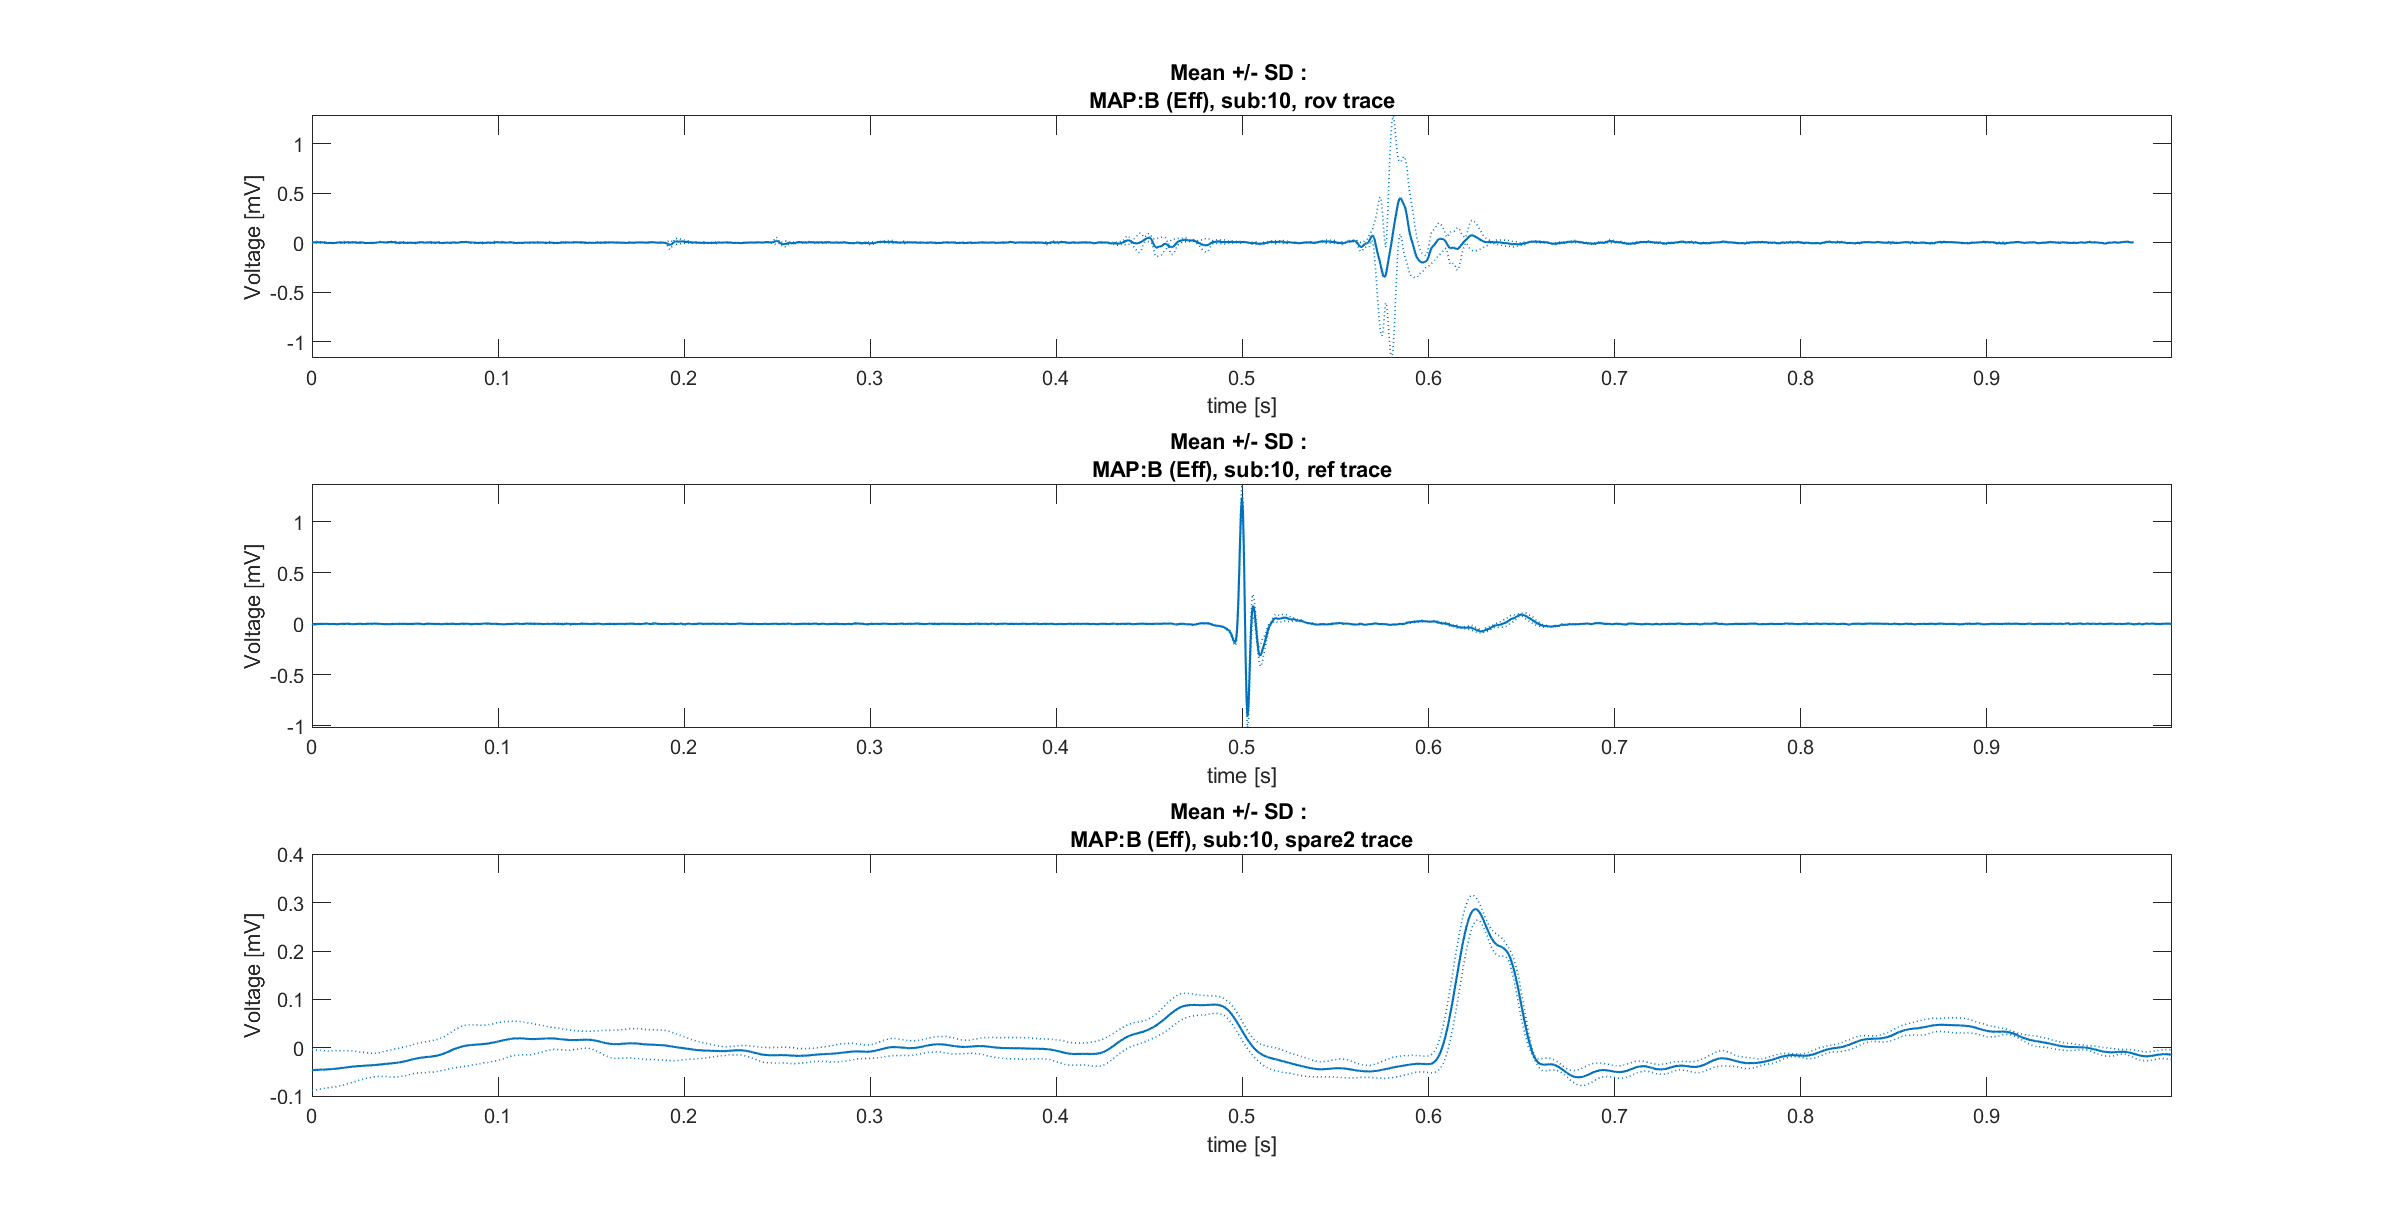 Mean +/- SD :
MAP:B (Eff), sub:10, rov trace
1
0.5
0
-0.5
-1
Voltage [mV]
0 0.1 0.2 0.3 0.4 0.5 0.6 0.7 0.8 0.9
time [s]
Mean +/- SD :
MAP:B (Eff), sub:10, ref trace
1
0.5
0
-0.5
-1
Voltage [mV]
0 0.1 0.2 0.3 0.4 0.5 0.6 0.7 0.8 0.9
time [s]
Mean +/- SD :
MAP:B (Eff), sub:10, spare2 trace
0.4
0.3
0.2
0.1
0
-0.1
Voltage [mV]
0 0.1 0.2 0.3 0.4 0.5 0.6 0.7 0.8 0.9
time [s]